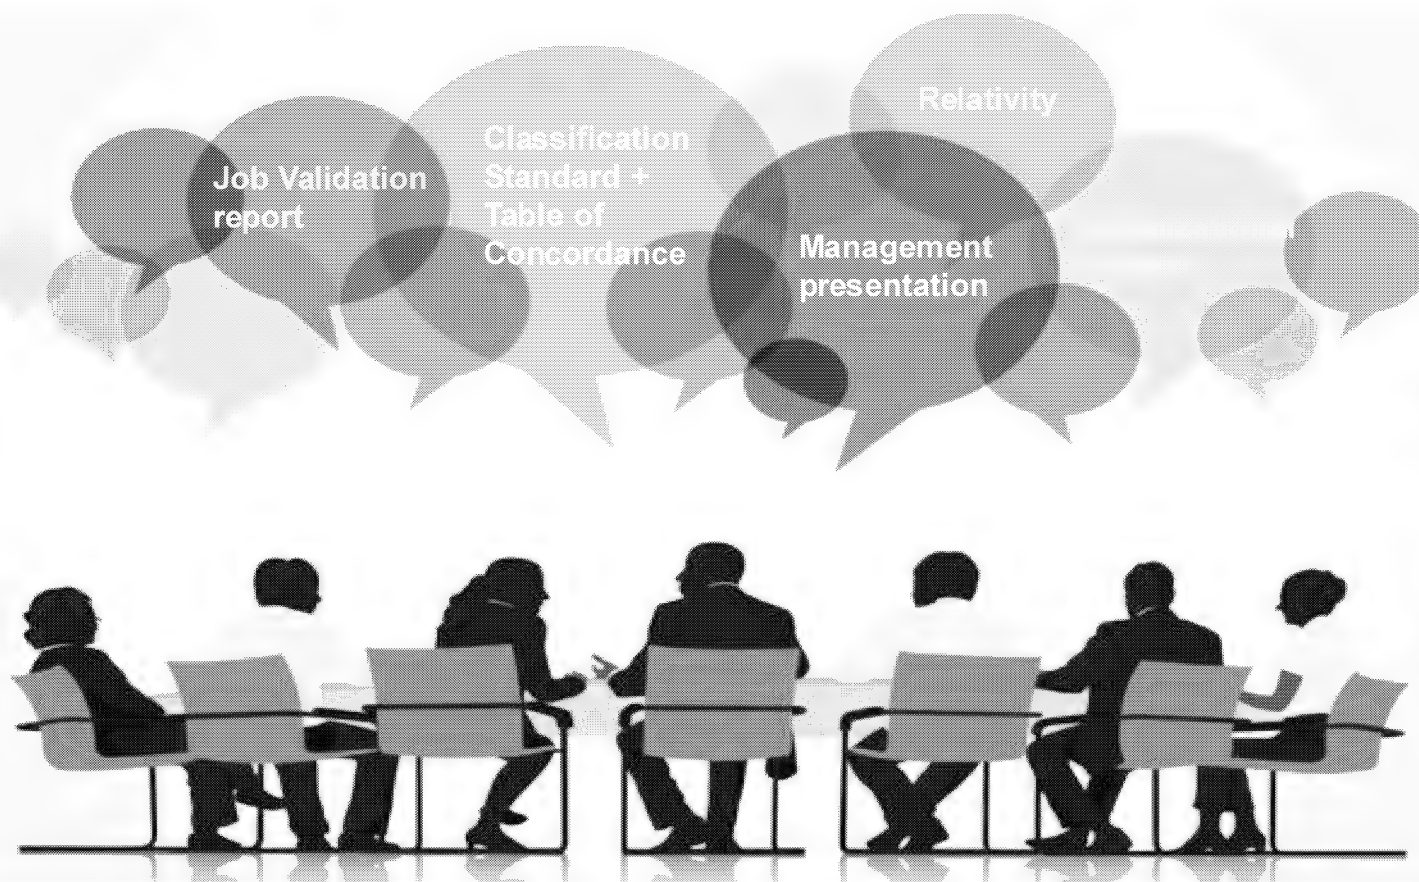 Job Validation
report
Classification
Standard +
Table of
Concordance
Relativity
Management
presentation